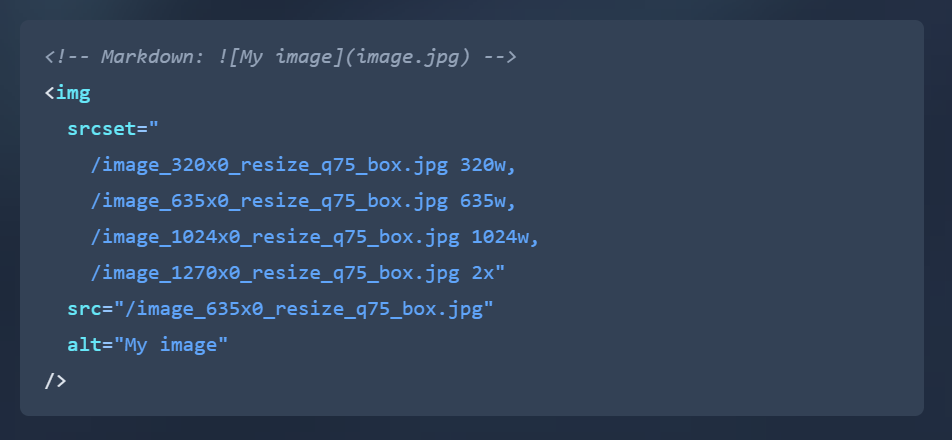 <!-- Markdown: ![My image](image.jpg) -->
<img
srcset="
/image_320x0_resize_q75_box.jpg 320w,
/image_635x0_resize_q75_box.jpg 635w,
/image_1024x0_resize_q75_box.jpg 1024w,
/image_1270x0_resize_q75_box.jpg 2x"
src="/image_635x0_resize_q75_box.jpg"
alt="My image"
/>